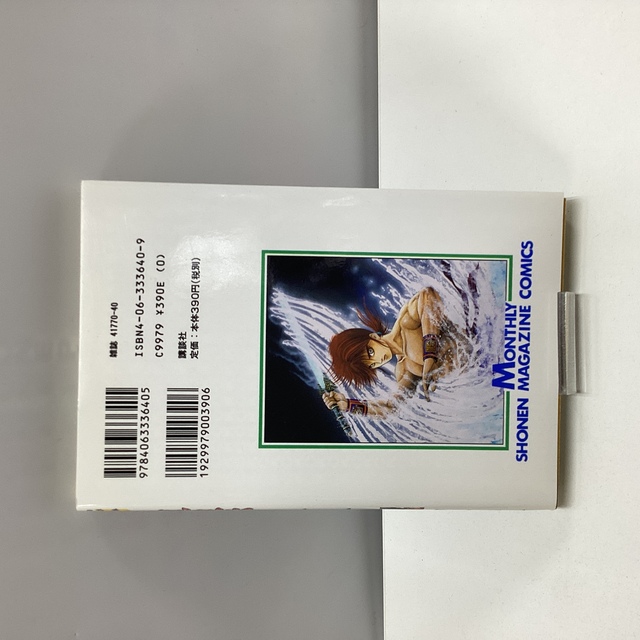 MONTHLY
SHONEN MAGAZINE COMICS
雑誌 41770-40
ISBN4-06-333640-9
C9979 ¥390E (0)
講談社
定価：本体390円(税別)
9784063336405
1929979003906